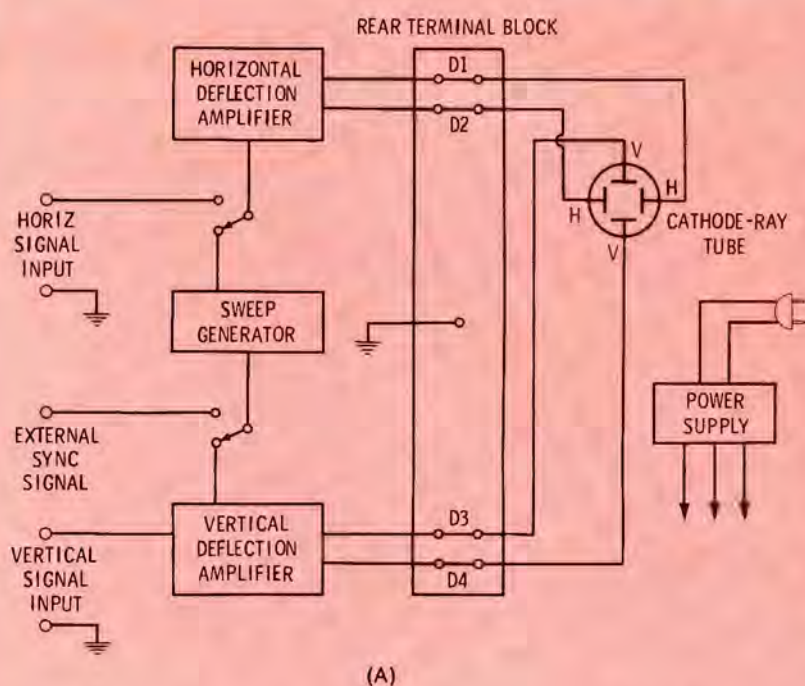 REAR TERMINAL BLOCK
HORIZONTAL
DEFLECTION
AMPLIFIER
D1
D2
V
H
H
V
CATHODE-RAY
TUBE
HORIZ
SIGNAL
INPUT
SWEEP
GENERATOR
POWER
SUPPLY
EXTERNAL
SYNC
SIGNAL
VERTICAL
SIGNAL
INPUT
VERTICAL
DEFLECTION
AMPLIFIER
D3
D4
(A)